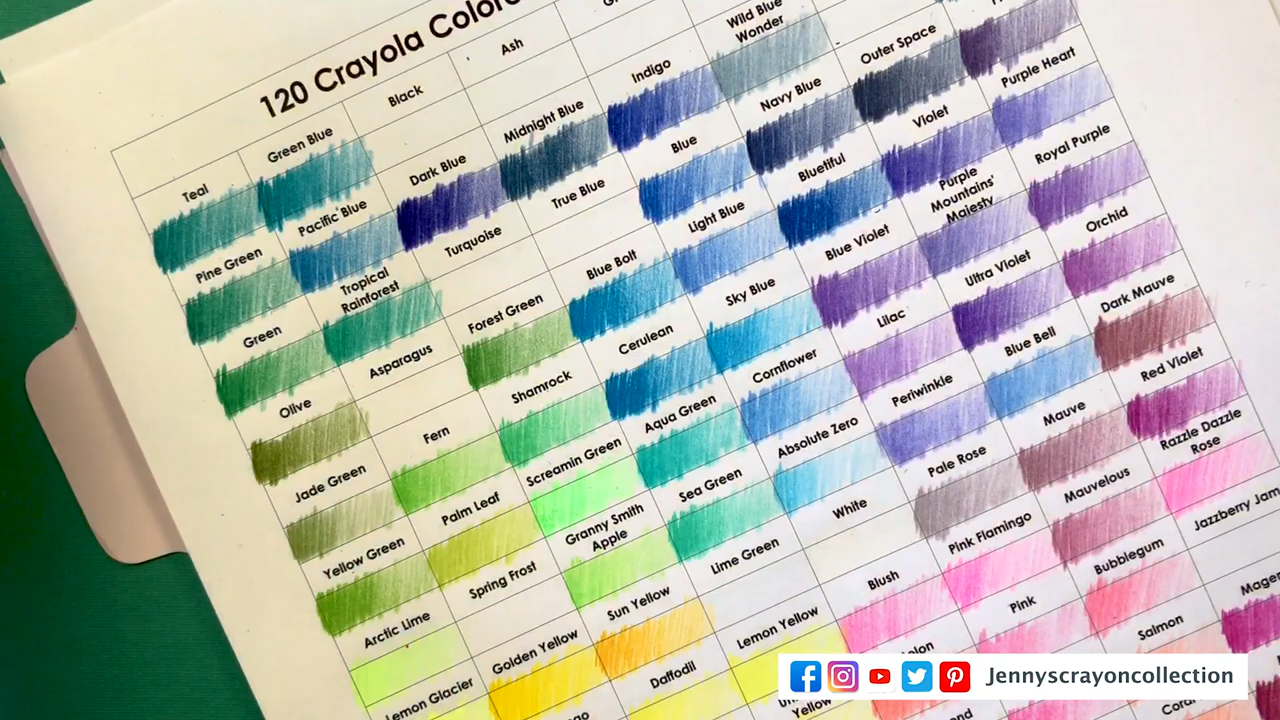 120 Crayola Colore
Black
Ash
Wild Blue
Wonder
Outer Space
Teal
Green Blue
Dark Blue
Midnight Blue
Indigo
Navy Blue
Violet
Purple Heart
Pine Green
Pacific Blue
Turquoise
True Blue
Blue
Bluetiful
Purple
Mountains'
Majesty
Royal Purple
Green
Tropical
Rainforest
Forest Green
Blue Bolt
Light Blue
Blue Violet
Ultra Violet
Orchid
Olive
Asparagus
Shamrock
Cerulean
Sky Blue
Lilac
Blue Bell
Dark Mauve
Jade Green
Fern
Screamin Green
Aqua Green
Cornflower
Periwinkle
Mauve
Red Violet
Yellow Green
Palm Leaf
Granny Smith
Apple
Sea Green
Absolute Zero
Pale Rose
Mauvelous
Razzle Dazzle
Rose
Arctic Lime
Spring Frost
Sun Yellow
Lime Green
White
Pink Flamingo
Bubblegum
Jazzberry Jam
Lemon Glacier
Golden Yellow
Daffodil
Lemon Yellow
Blush
Pink
Salmon
Yellow
Jennyscrayoncollection